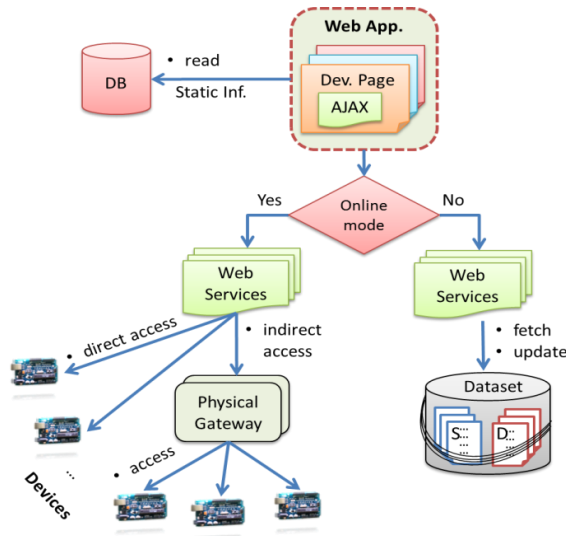 Web App.
• read
DB
Static Inf.
Dev. Page
AJAX
Yes
Online
mode
No
Web
Services
Web
Services
• direct access
• indirect
access
• fetch
• update
Physical
Gateway
Dataset
S
D
• access
...
Devices